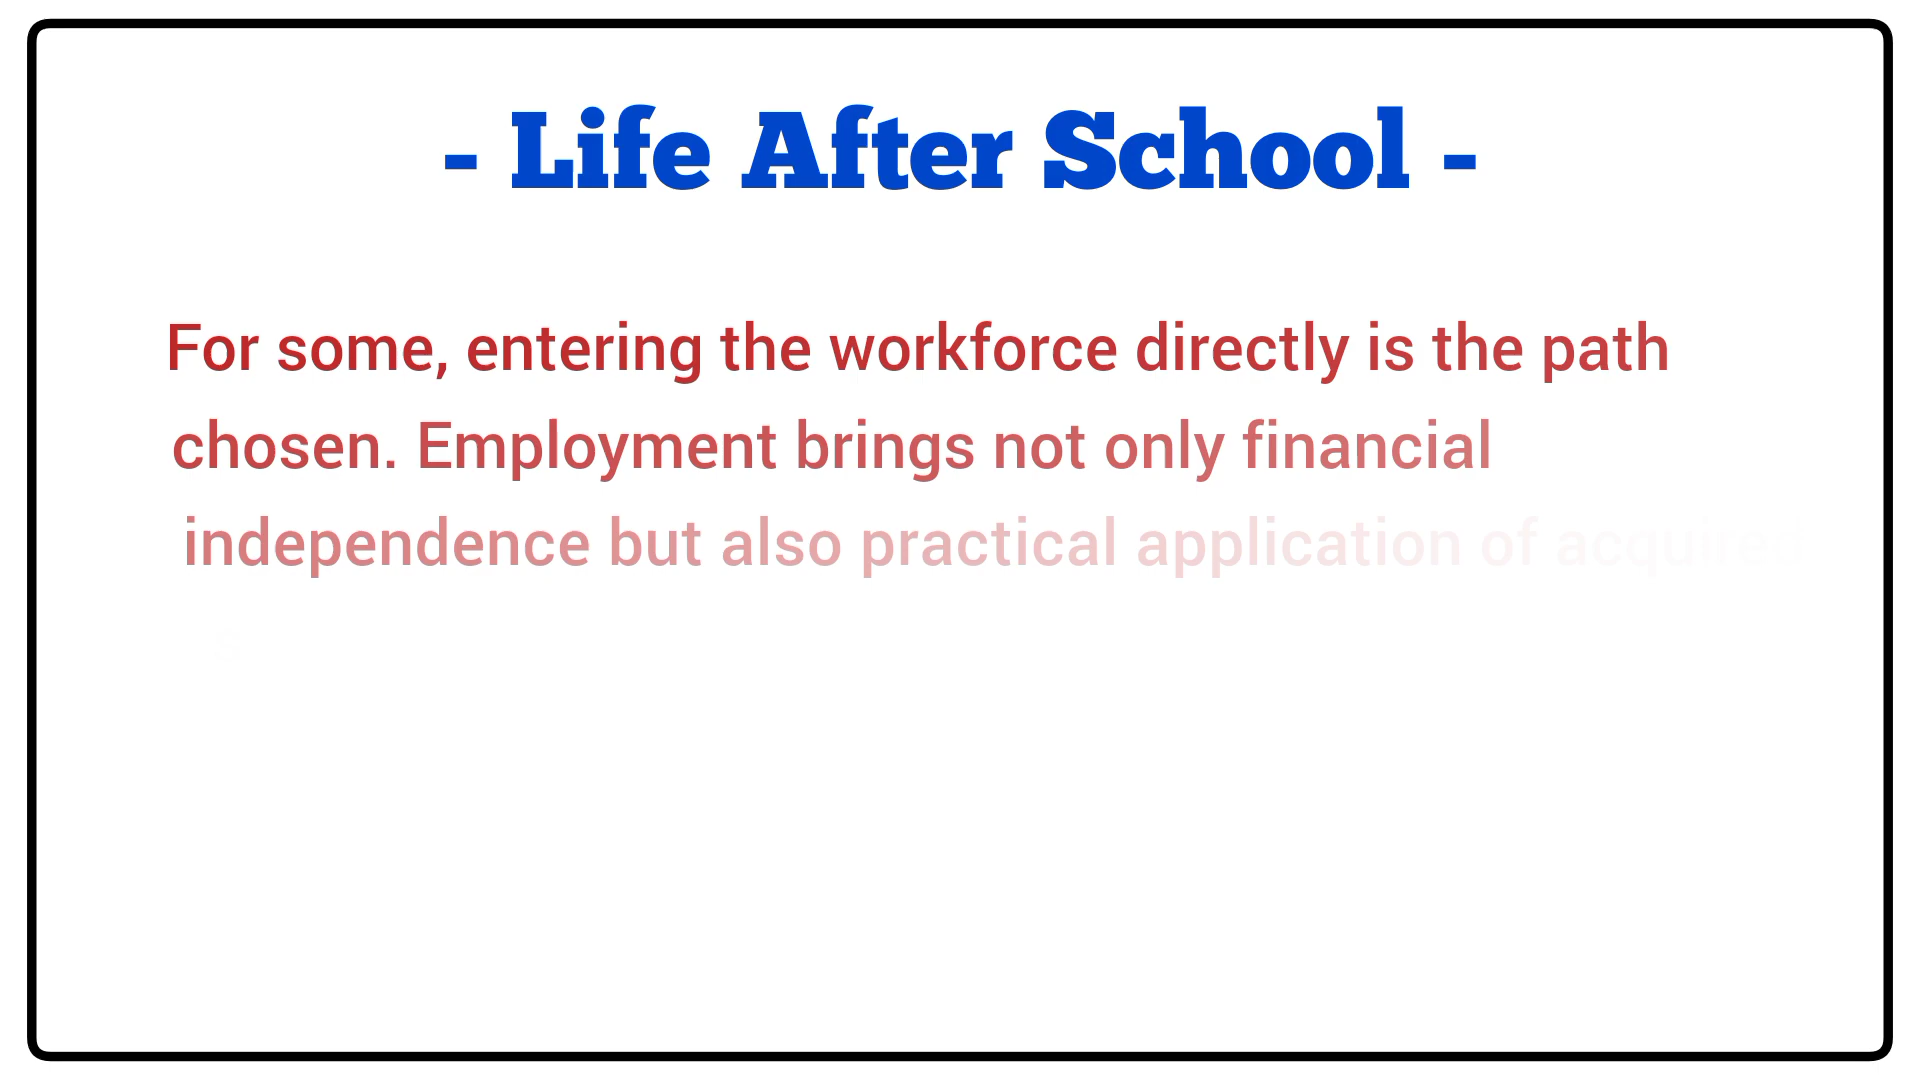 - Life After School -
For some, entering the workforce directly is the path
chosen. Employment brings not only financial
independence but also practical application of acquired